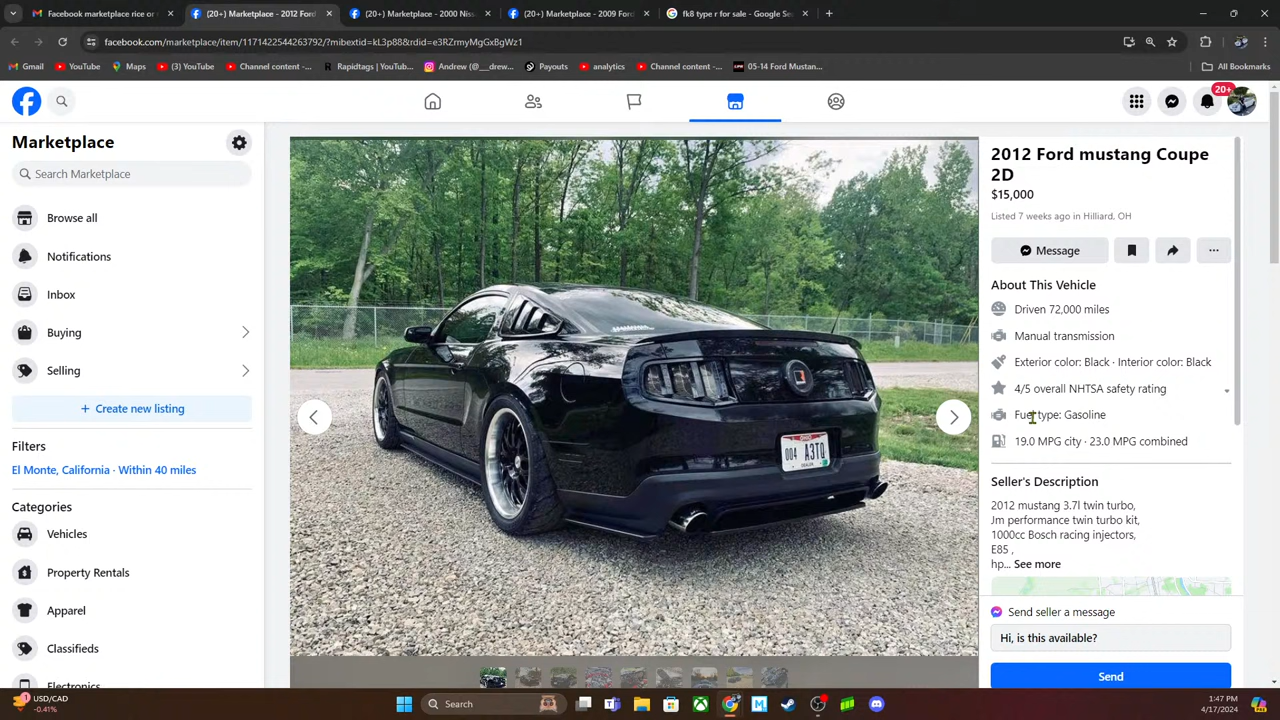 Facebook marketplace rice or
(20+) Marketplace - 2012 Ford
(20+) Marketplace - 2000 Niss
(20+) Marketplace - 2009 Ford
fk8 type r for sale - Google Sea
facebook.com/marketplace/item/1171422544263792/?mibextid=kL3p88&rdid=e3RZrmyMgGxBgWz1
Gmail
YouTube
Maps
(3) YouTube
Channel content -...
Rapidtags | YouTub...
Andrew (@___drew...
Payouts
analytics
Channel content -...
05-14 Ford Mustan...
All Bookmarks
20+
Marketplace
Search Marketplace
Browse all
Notifications
Inbox
Buying
Selling
+ Create new listing
Filters
El Monte, California · Within 40 miles
Categories
Vehicles
Property Rentals
Apparel
Classifieds
Electronics
004 A3TQ
DEALER
2012 Ford mustang Coupe
2D
$15,000
Listed 7 weeks ago in Hilliard, OH
Message
About This Vehicle
Driven 72,000 miles
Manual transmission
Exterior color: Black · Interior color: Black
4/5 overall NHTSA safety rating
Fuel type: Gasoline
19.0 MPG city · 23.0 MPG combined
Seller's Description
2012 mustang 3.7l twin turbo,
Jm performance twin turbo kit,
1000cc Bosch racing injectors,
E85 ,
hp... See more
Send seller a message
Hi, is this available?
Send
USD/CAD
-0.41%
Search
1:47 PM
4/17/2024